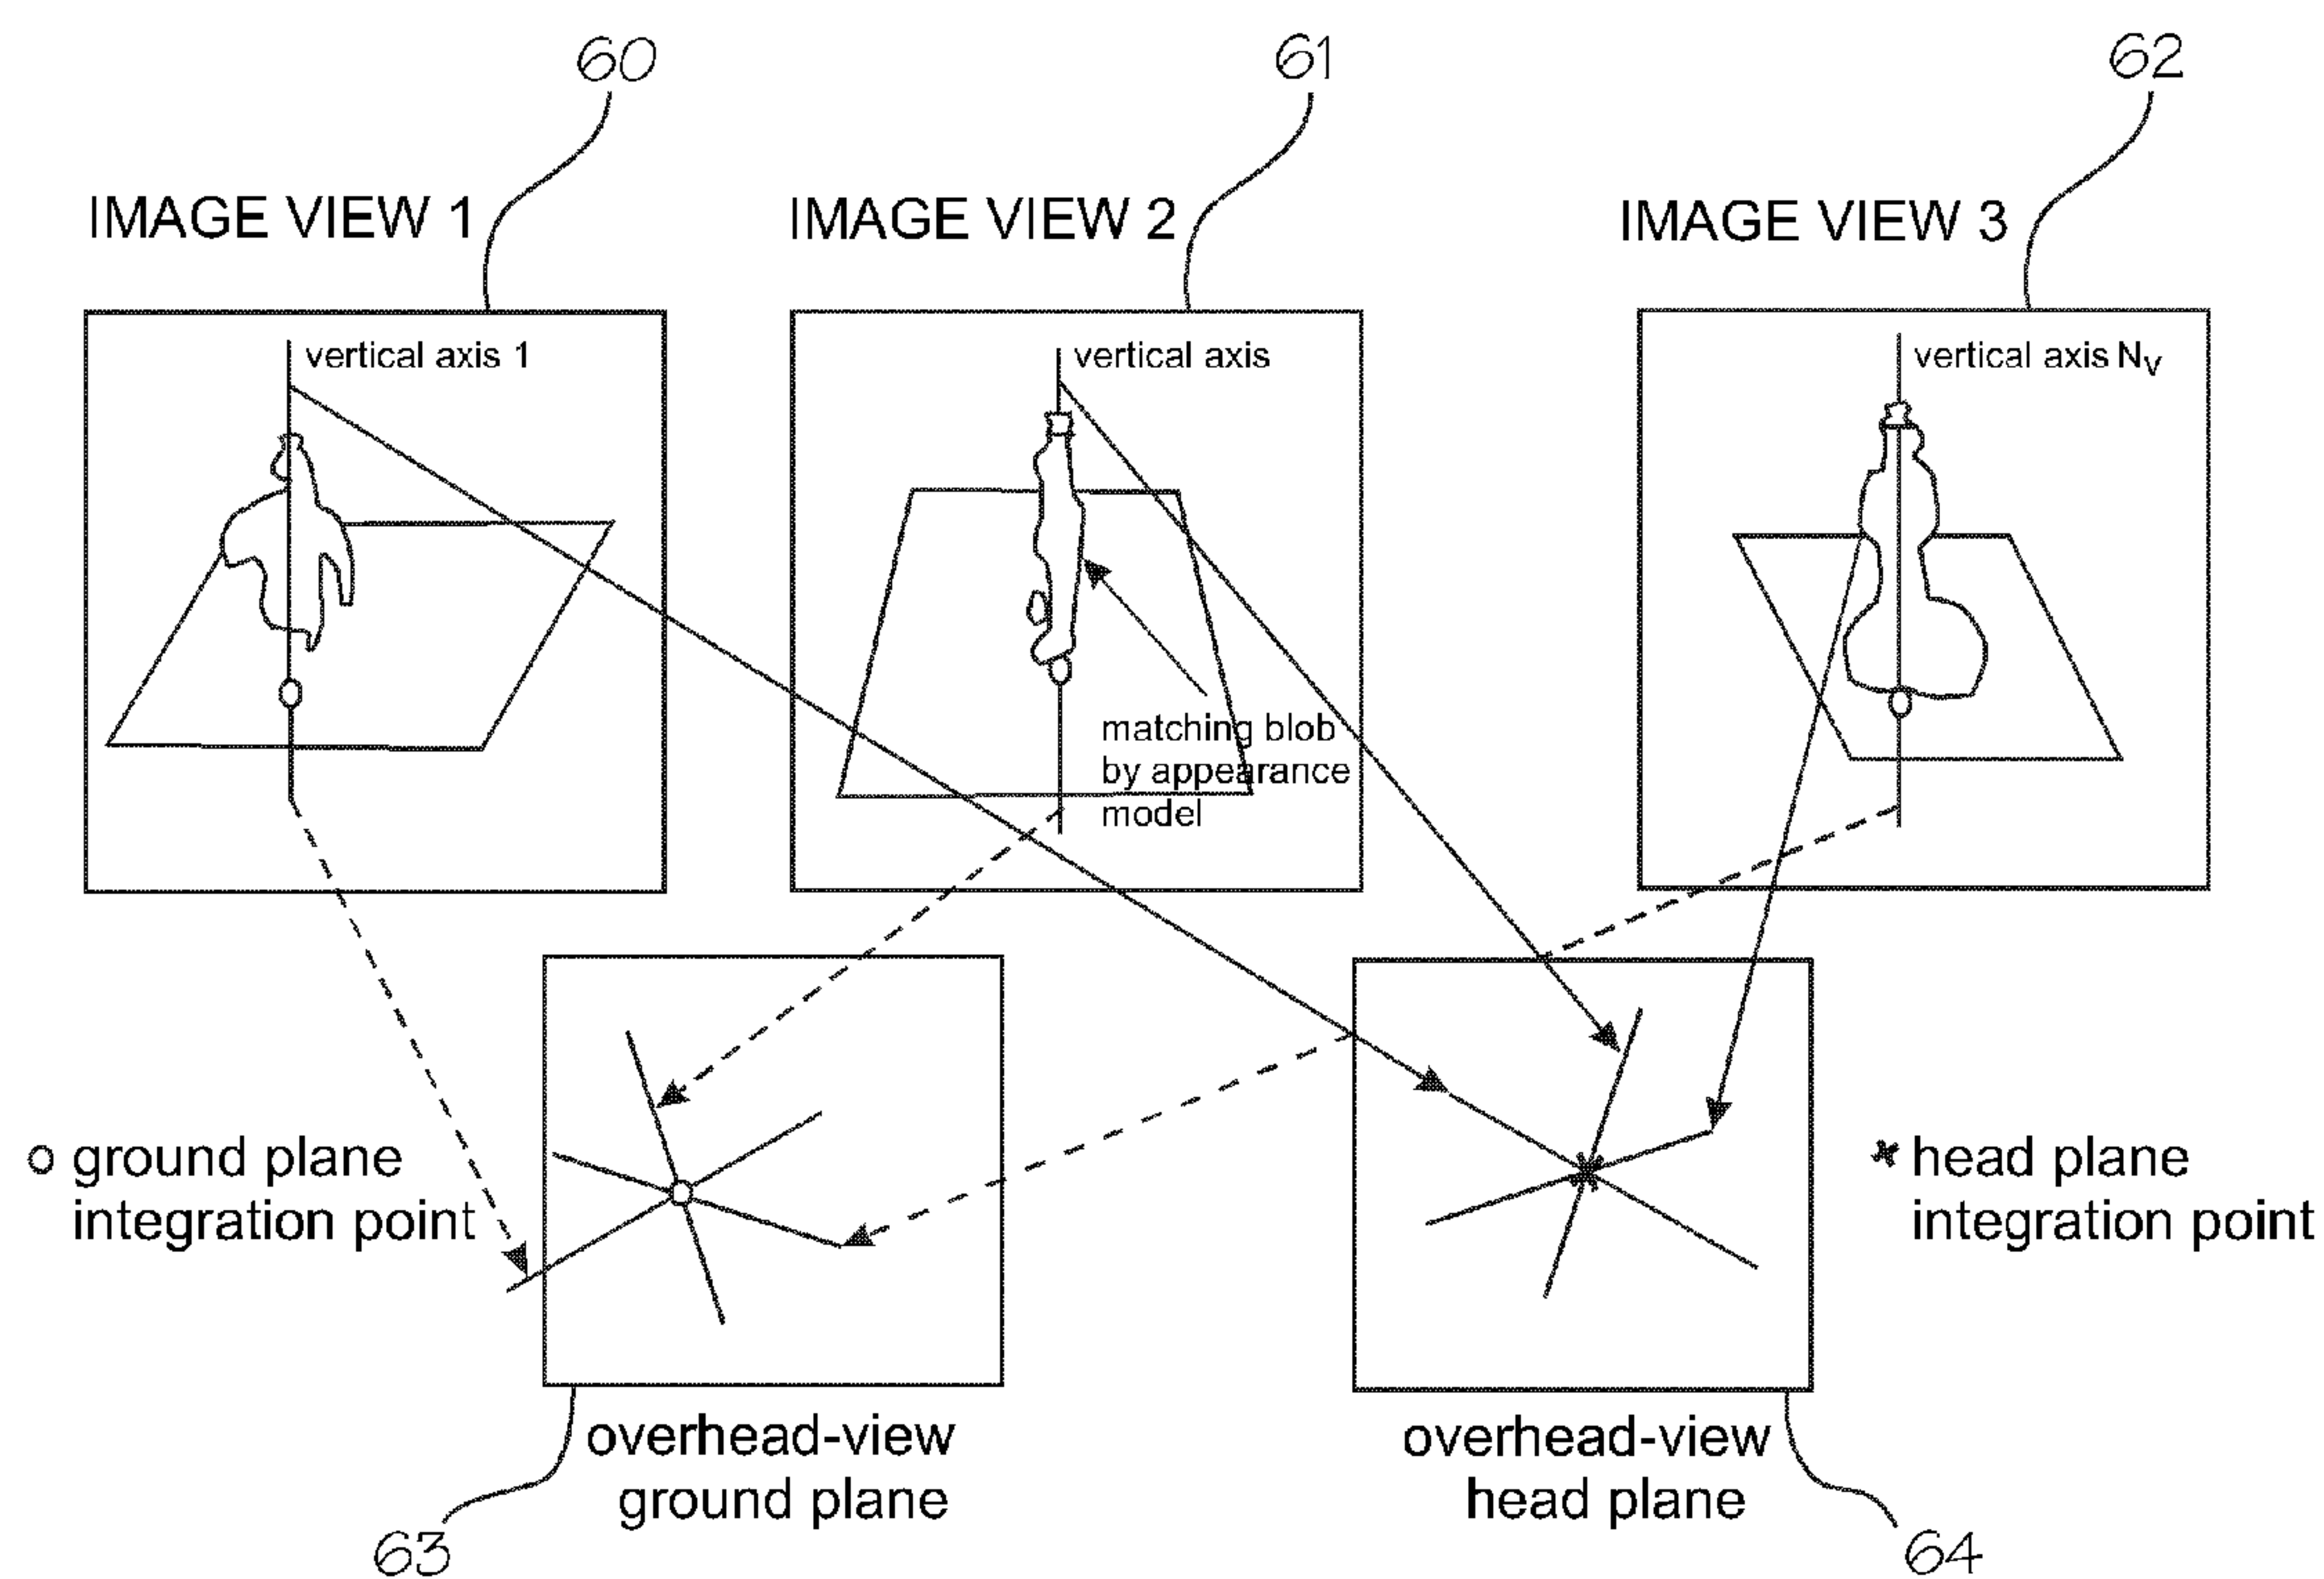 60
61
62
IMAGE VIEW 1
IMAGE VIEW 2
IMAGE VIEW 3
vertical axis 1
vertical axis
vertical axis NV
matching blob
by appearance
model
ground plane
integration point
head plane
integration point
overhead-view
ground plane
overhead-view
head plane
63
64